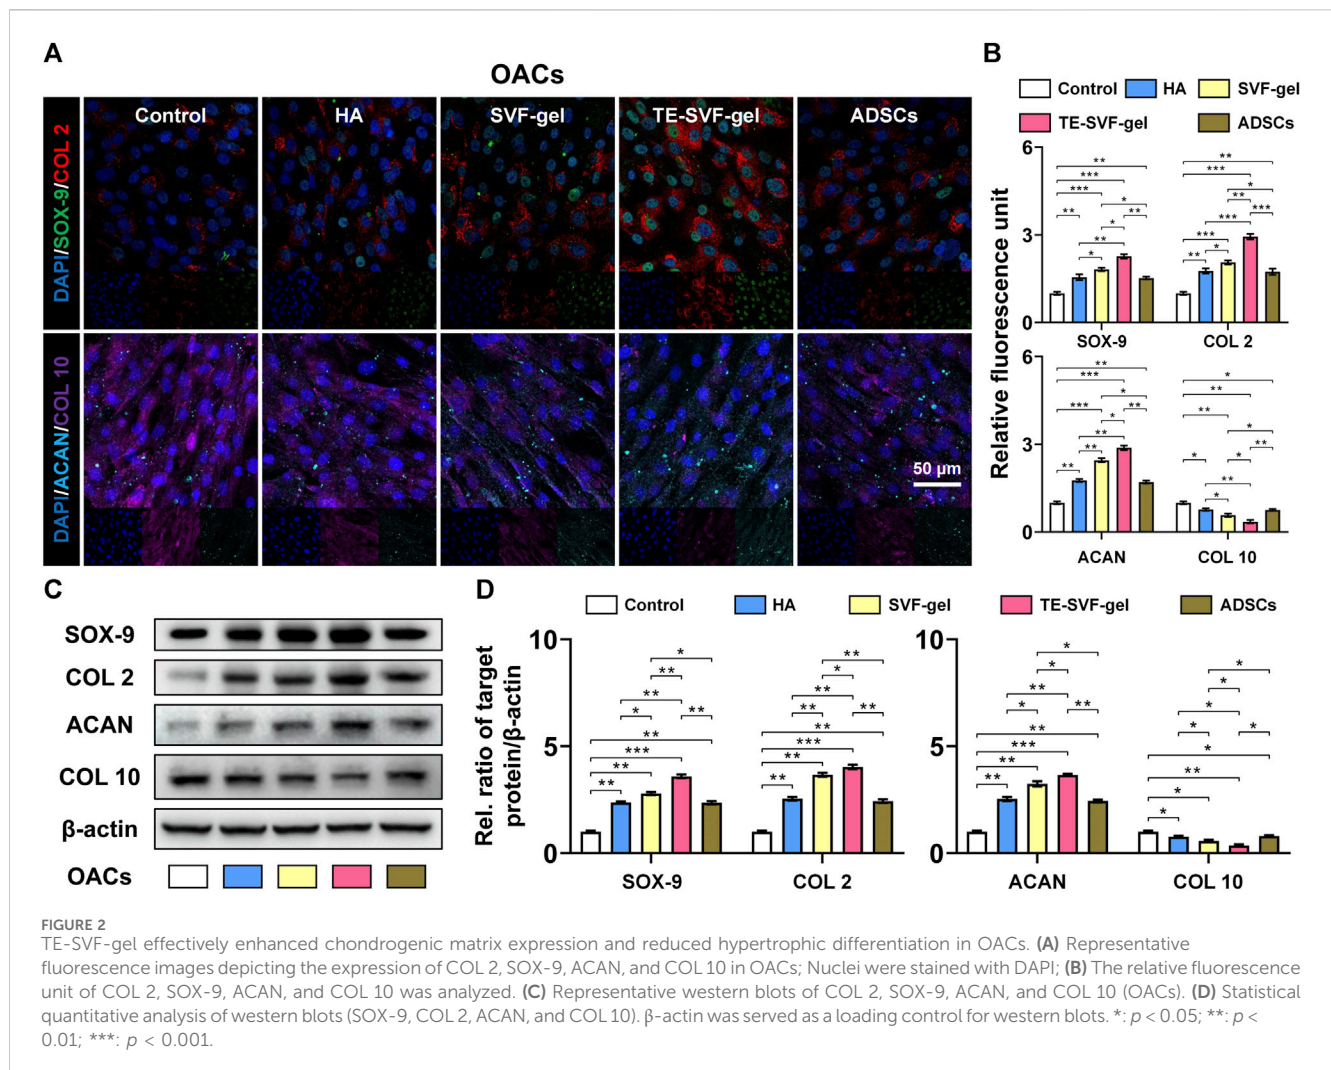 A
OACs
Control
HA
SVF-gel
TE-SVF-gel
ADSCs
DAPI/SOX-9/COL 2
DAPI/ACAN/COL 10
50 µm
B
Control
HA
SVF-gel
TE-SVF-gel
ADSCs
Relative fluorescence unit
6
3
0
** *** *** ** * ** * ** *
** *** * ** *** *** *** * **
SOX-9
COL 2
6
3
0
** *** *** * ** * ** ** **
* ** ** * ** * * ** *
ACAN
COL 10
C
SOX-9
COL 2
ACAN
COL 10
β-actin
OACs
D
Control
HA
SVF-gel
TE-SVF-gel
ADSCs
Rel. ratio of target
protein/β-actin
10
5
0
* ** ** * ** ** *** ** **
** * ** ** ** ** *** ** **
SOX-9
COL 2
10
5
0
* * ** * ** ** *** ** **
* * * * * * ** * *
ACAN
COL 10
FIGURE 2
TE-SVF-gel effectively enhanced chondrogenic matrix expression and reduced hypertrophic differentiation in OACs. (A) Representative
fluorescence images depicting the expression of COL 2, SOX-9, ACAN, and COL 10 in OACs; Nuclei were stained with DAPI; (B) The relative fluorescence
unit of COL 2, SOX-9, ACAN, and COL 10 was analyzed. (C) Representative western blots of COL 2, SOX-9, ACAN, and COL 10 (OACs). (D) Statistical
quantitative analysis of western blots (SOX-9, COL 2, ACAN, and COL 10). β-actin was served as a loading control for western blots. *: p < 0.05; **: p <
0.01; ***: p < 0.001.